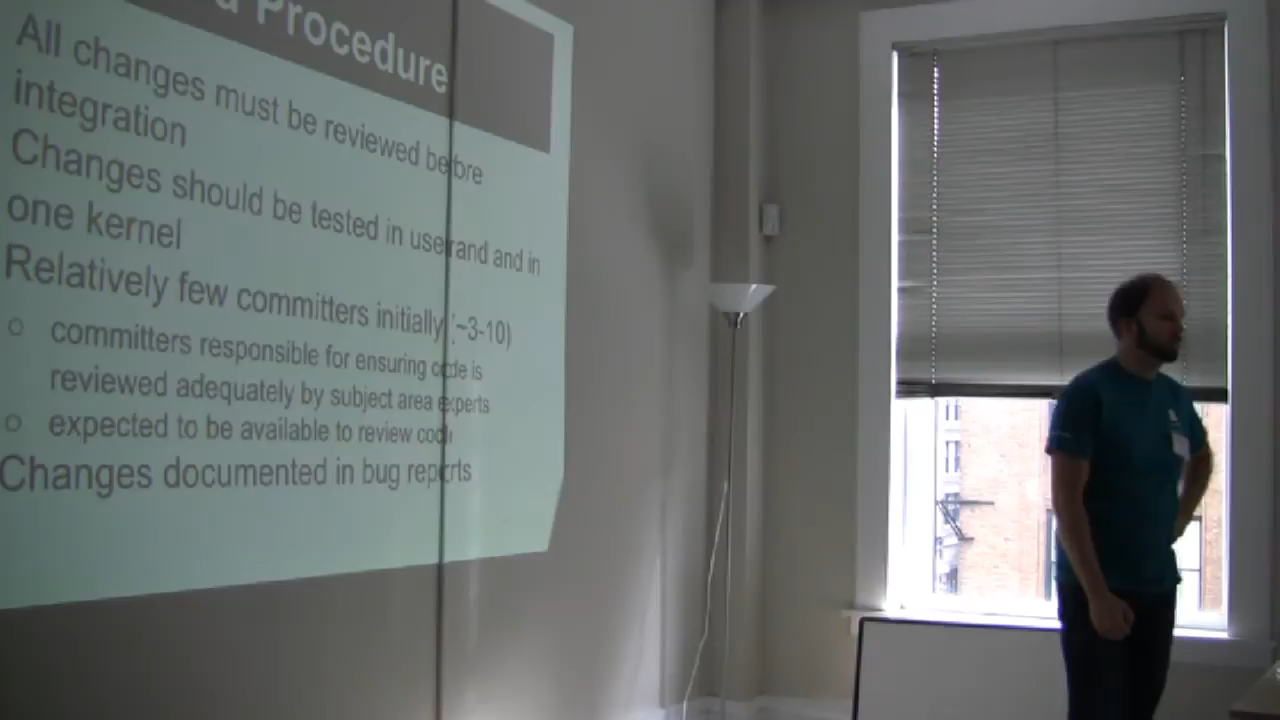 Procedure
All changes must be reviewed before
integration
Changes should be tested in userand and in
one kernel
Relatively few committers initially (~3-10)
○ committers responsible for ensuring code is
reviewed adequately by subject area experts
○ expected to be available to review code
Changes documented in bug reports